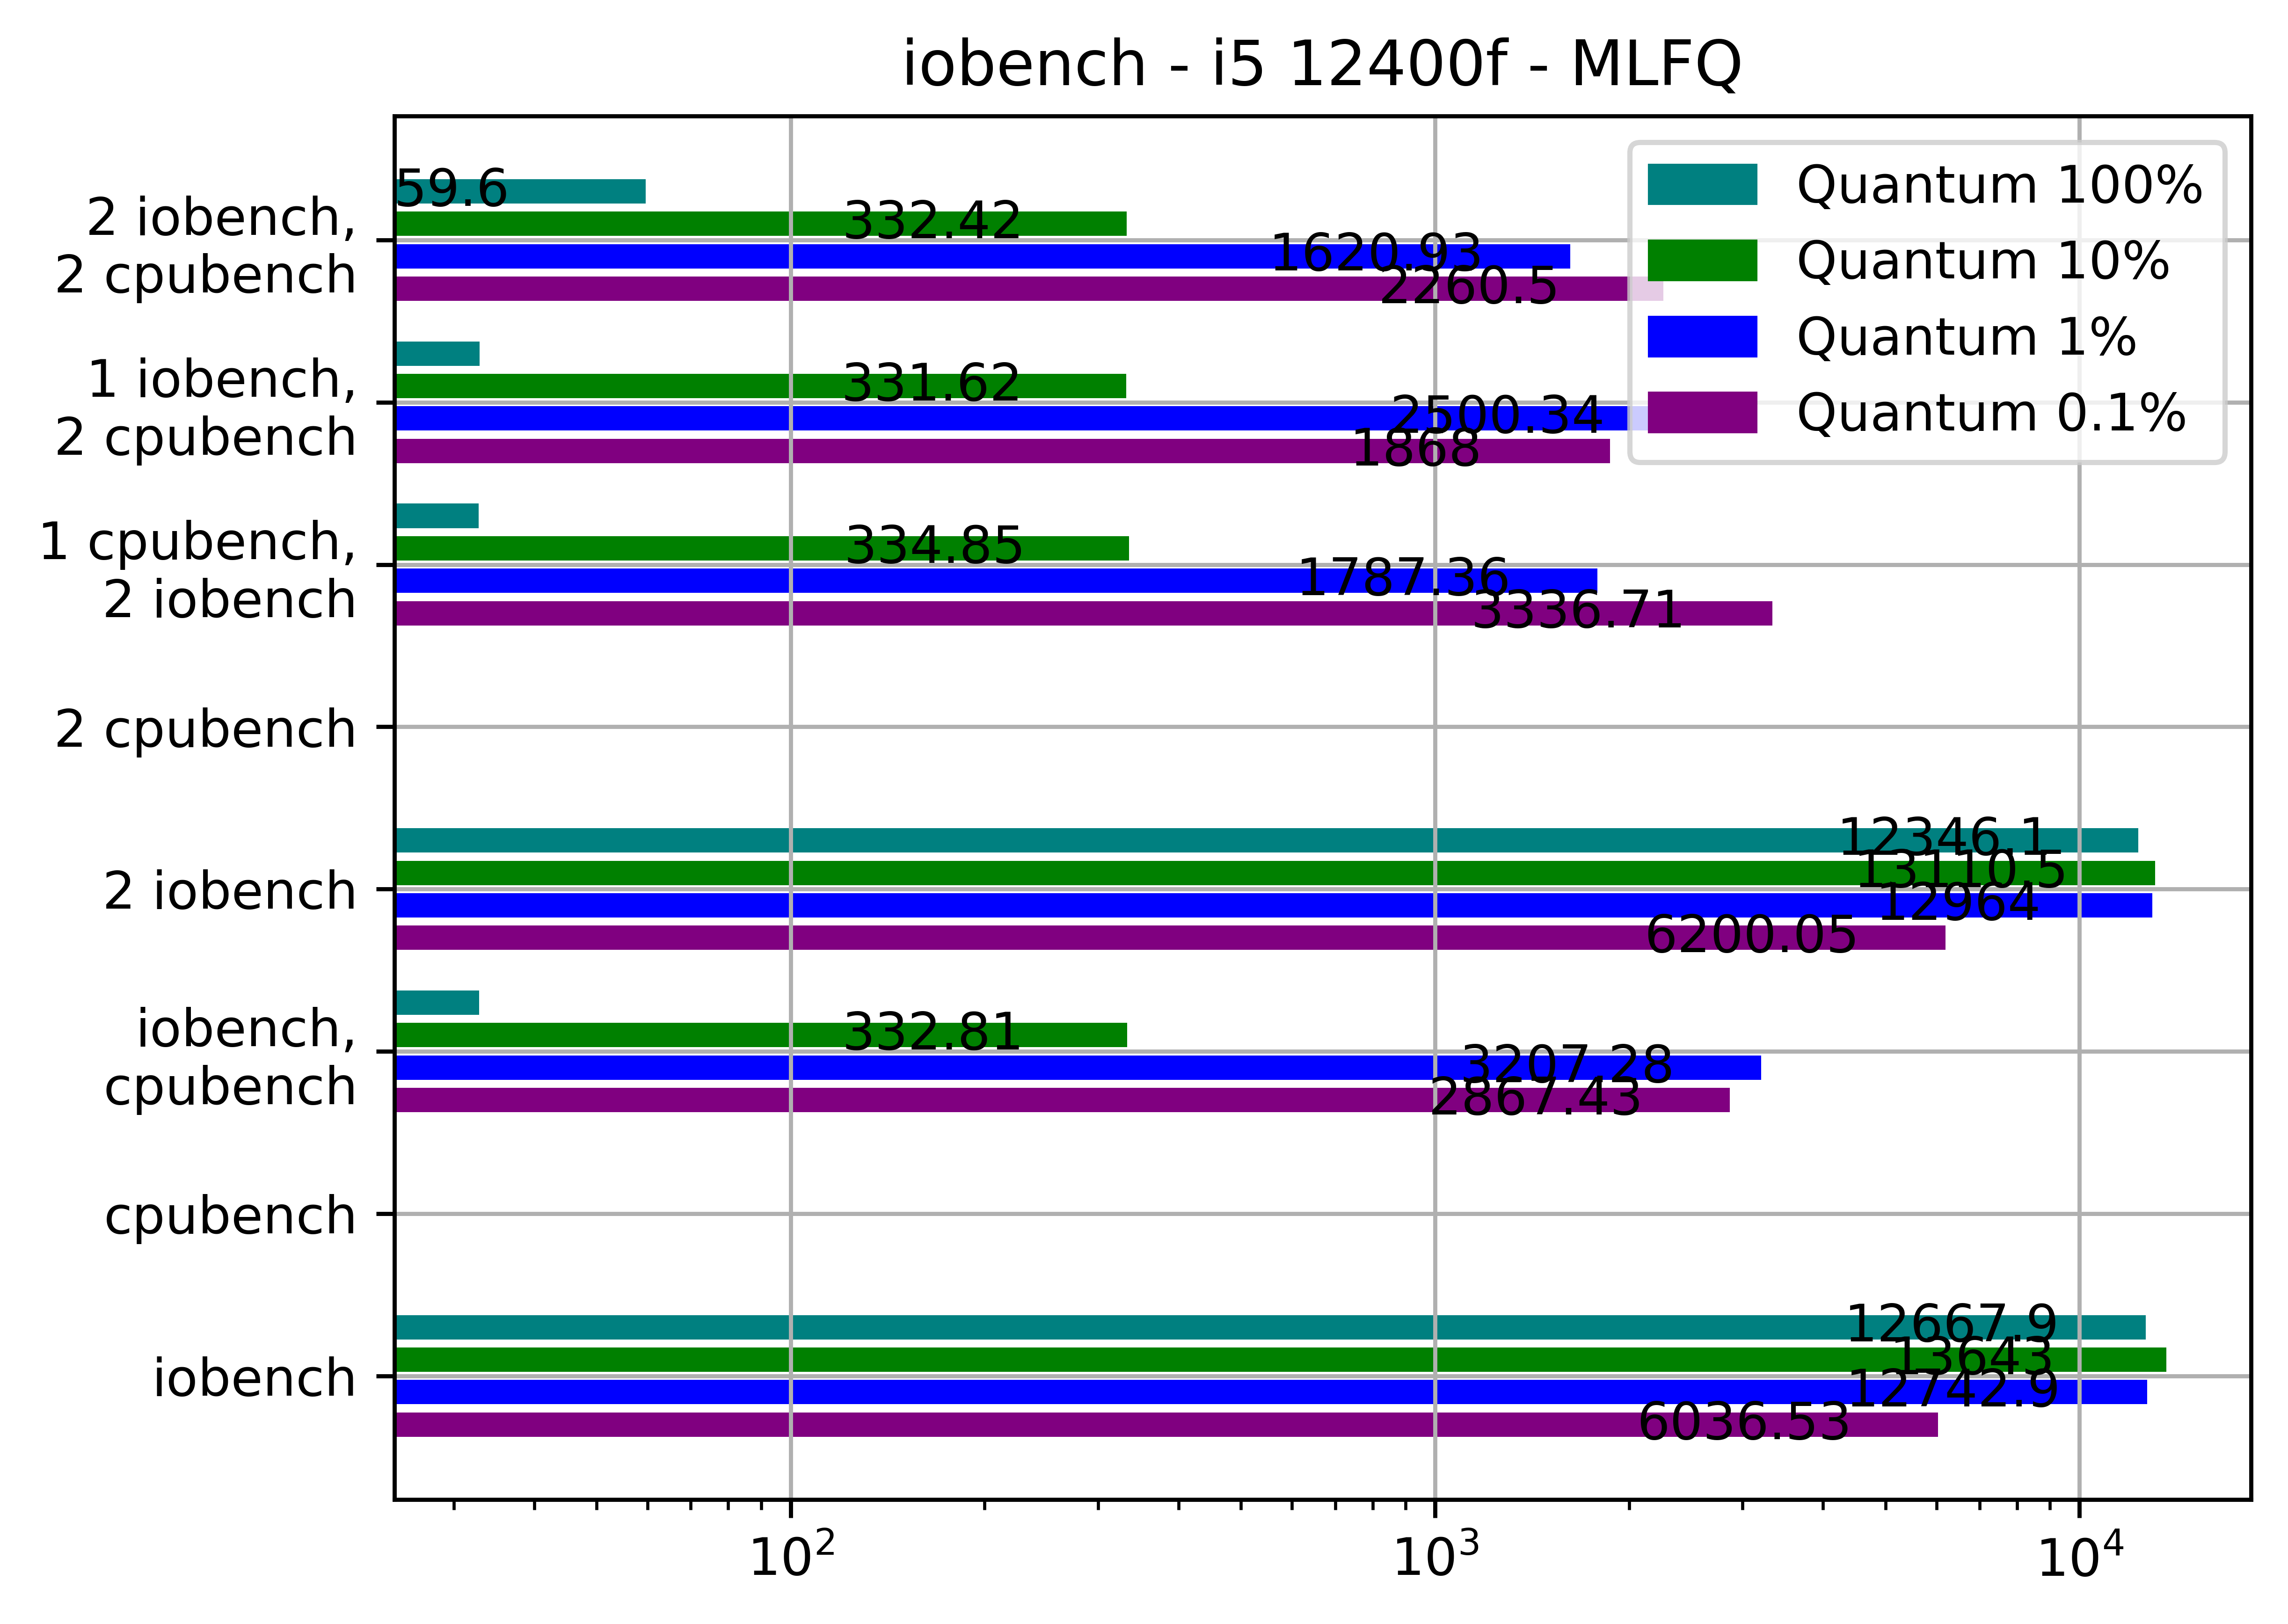 iobench - i5 12400f - MLFQ
Quantum 100%
Quantum 10%
Quantum 1%
Quantum 0.1%
2 iobench,
2 cpubench
59.6
332.42
1620.93
2260.5
1 iobench,
2 cpubench
331.62
2500.34
1868
1 cpubench,
2 iobench
334.85
1787.36
3336.71
2 cpubench
2 iobench
12346.1
13110.5
12964
6200.05
iobench,
cpubench
332.81
3207.28
2867.43
cpubench
iobench
12667.9
13643
12742.9
6036.53
10² 10³ 10⁴